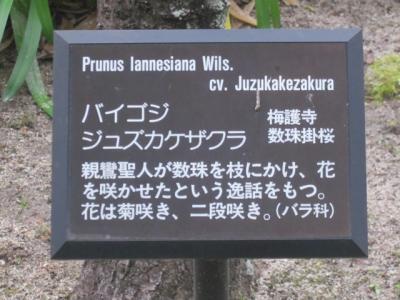 Prunus lannesiana Wils.
cv. Juzukakezakura
バイゴジ 梅護寺
ジュズカケザクラ 数珠掛桜
親鸞聖人が数珠を枝にかけ、花
を咲かせたという逸話をもつ。
花は菊咲き、二段咲き。(バラ科)